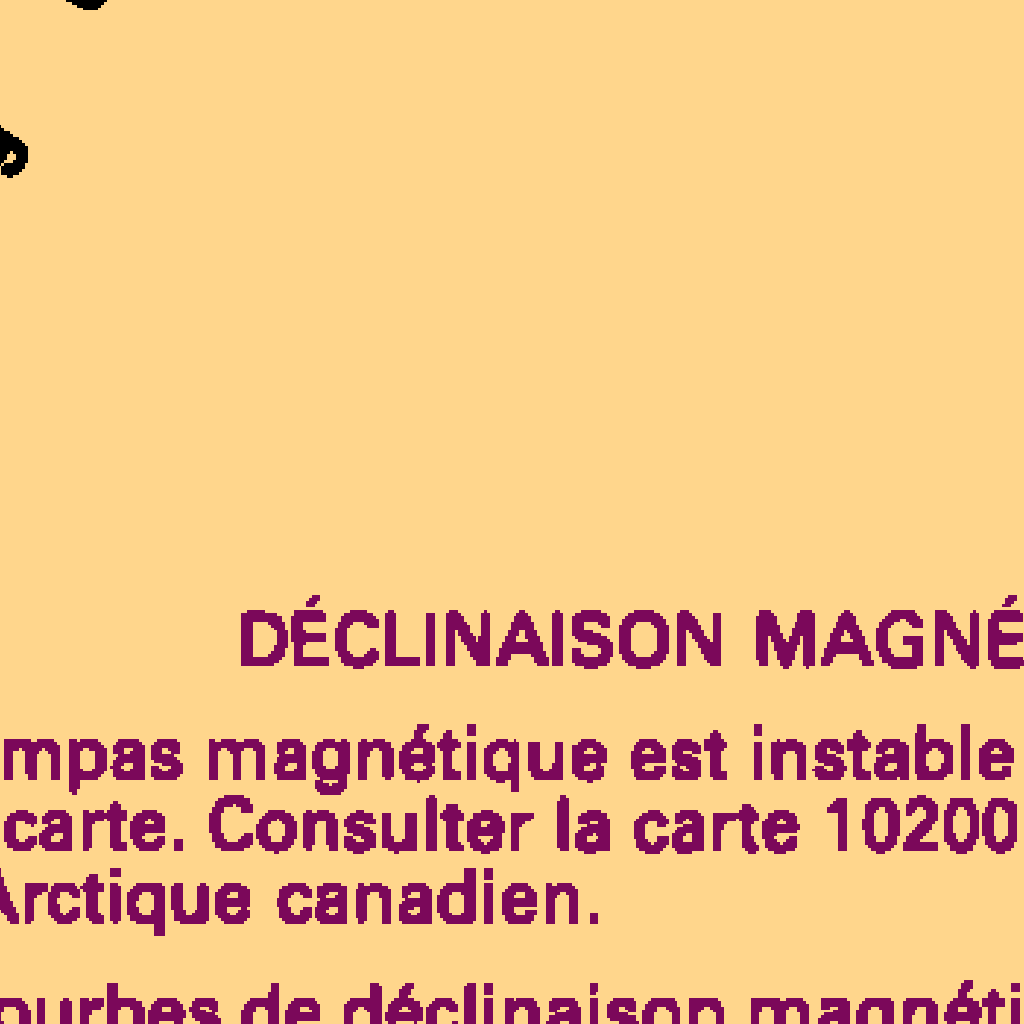 DÉCLINAISON MAGNÉ
mpas magnétique est instable
carte. Consulter la carte 10200
Arctique canadien.
ourbes de déclinaison magnéti